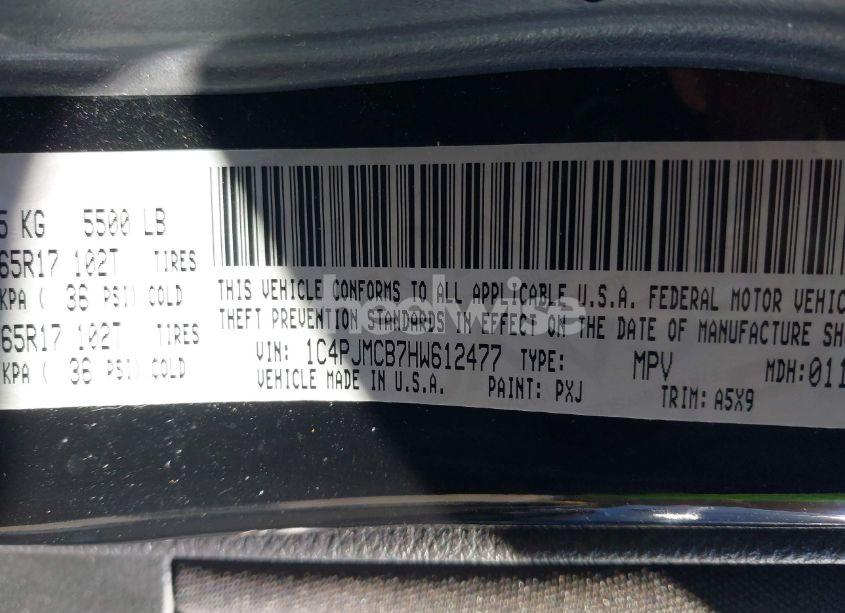 5 KG 5500 LB
65R17 102T TIRES
KPA ( 36 PSI) COLD
65R17 102T TIRES
KPA ( 36 PSI) COLD
THIS VEHICLE CONFORMS TO ALL APPLICABLE U.S.A. FEDERAL MOTOR VEHIC
THEFT PREVENTION STANDARDS IN EFFECT ON THE DATE OF MANUFACTURE SH
VIN: 1C4PJMCB7HW612477 TYPE: MPV MDH:011
VEHICLE MADE IN U.S.A. PAINT: PXJ TRIM: A5X9